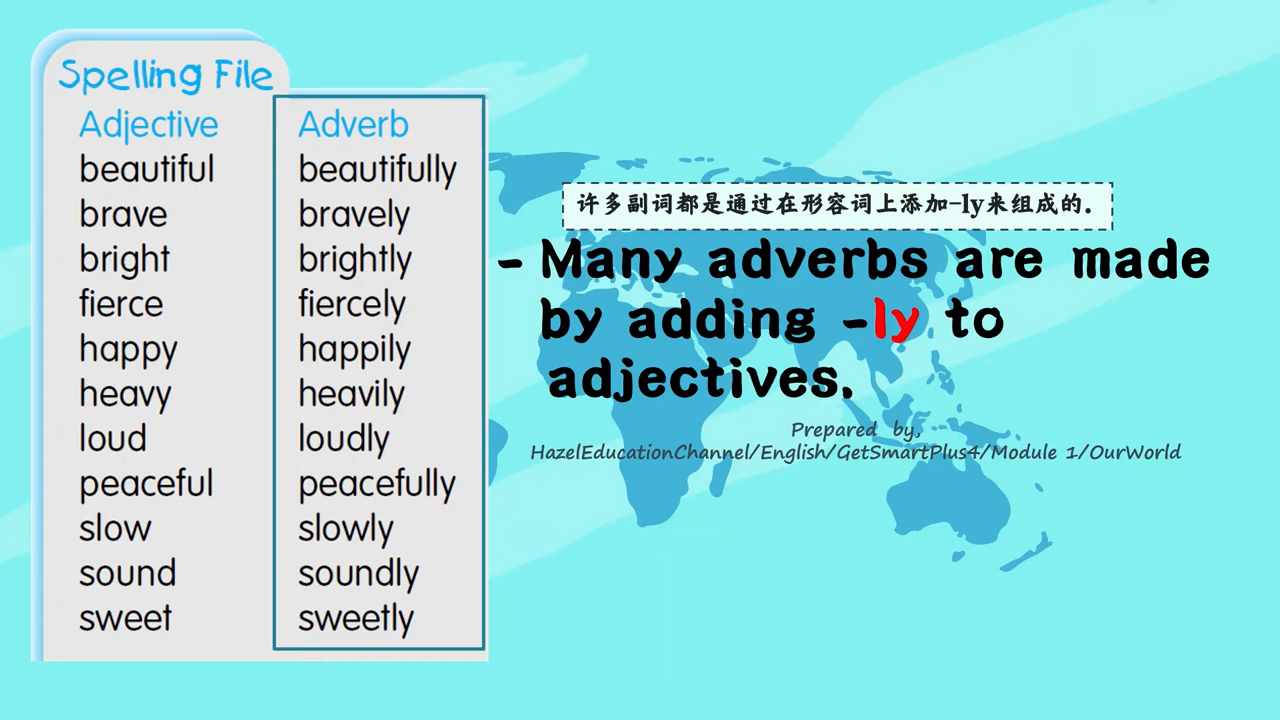 Spelling File
Adjective Adverb
beautiful beautifully
brave bravely
bright brightly
fierce fiercely
happy happily
heavy heavily
loud loudly
peaceful peacefully
slow slowly
sound soundly
sweet sweetly
许多副词都是通过在形容词上添加-ly来组成的.
- Many adverbs are made
by adding -ly to
adjectives.
Prepared by,
HazelEducationChannel/English/GetSmartPlus4/Module 1/OurWorld